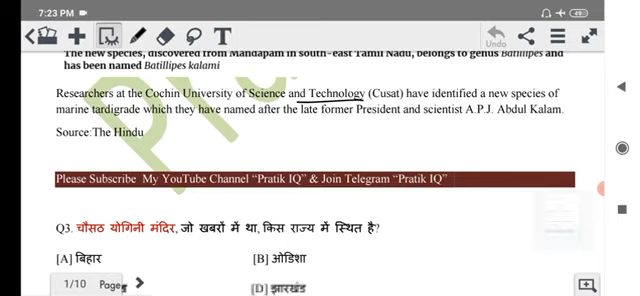 7:23 PM
49
Undo
The new species, discovered from Mandapam in south-east Tamil Nadu, belongs to genus Batillipes and
has been named Batillipes kalami
Researchers at the Cochin University of Science and Technology (Cusat) have identified a new species of
marine tardigrade which they have named after the late former President and scientist A.P.J. Abdul Kalam.
Source:The Hindu
Please Subscribe My YouTube Channel “Pratik IQ” & Join Telegram “Pratik IQ”
Q3. चौसठ योगिनी मंदिर, जो खबरों में था, किस राज्य में स्थित है?
[A] बिहार
[B] ओडिशा
1/10 Page
[D] झारखंड